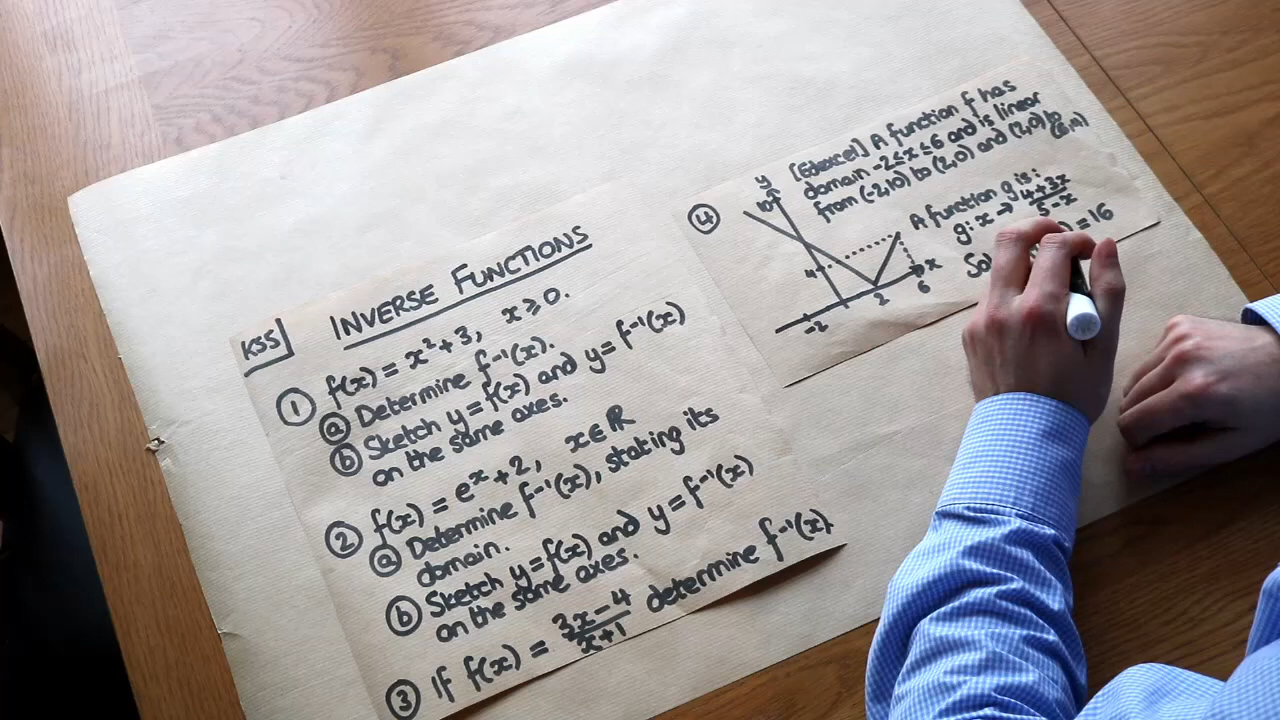 KS5
INVERSE FUNCTIONS
① f(x) = x²+3, x⩾0.
ⓐ Determine f⁻¹(x).
ⓑ Sketch y=f(x) and y=f⁻¹(x)
on the same axes.
② f(x) = eˣ+2, x∈ℝ
ⓐ Determine f⁻¹(x), stating its
domain.
ⓑ Sketch y=f(x) and y=f⁻¹(x)
on the same axes.
③ If f(x) = 3x-4/x+1 determine f⁻¹(x).
④
[Edexcel] A function f has
domain -2≤x≤6 and is linear
from (-2,10) to (2,0) and (2,0) to
(6,4)
A function g is:
g: x → 4+3x/5-x
= 16
y
10
4
-2
2
6
x